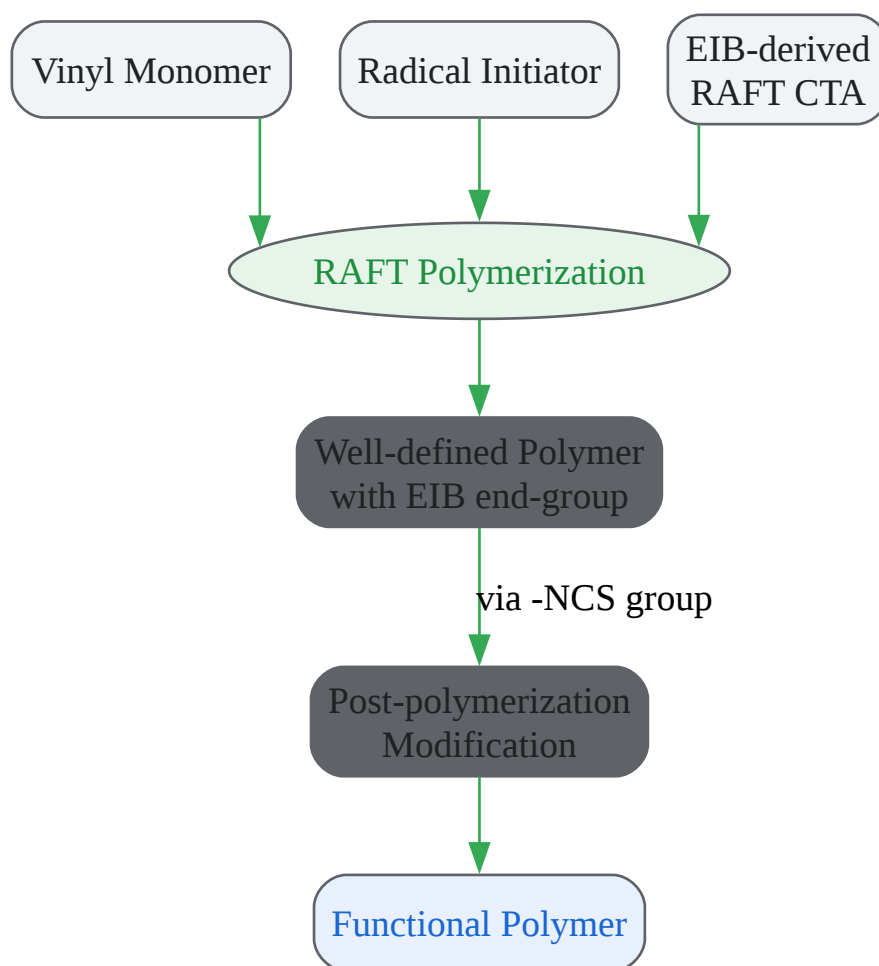 Vinyl Monomer
Radical Initiator
EIB-derived
RAFT CTA
RAFT Polymerization
Well-defined Polymer
with EIB end-group
via -NCS group
Post-polymerization
Modification
Functional Polymer